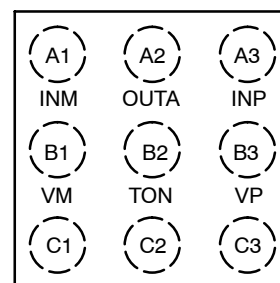 A1 A2 A3
INM OUTA INP
B1 B2 B3
VM TON VP
C1 C2 C3